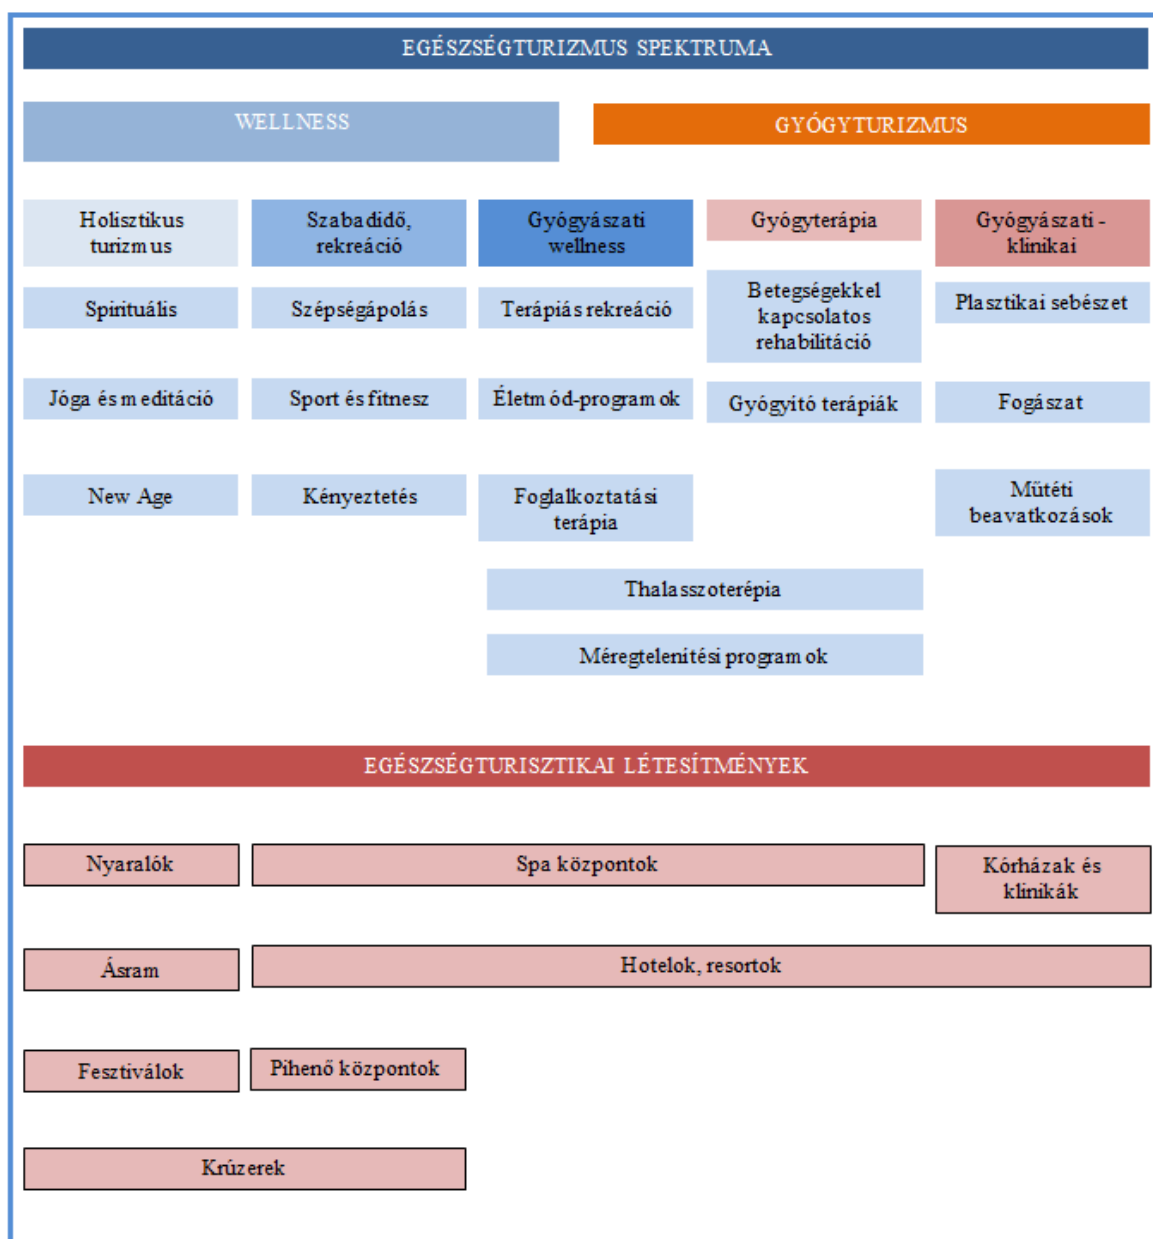 EGÉSZSÉGTURIZMUS SPEKTRUMA
WELLNESS
GYÓGYTURIZMUS
Holisztikus
turizmus
Szabadidő,
rekreáció
Gyógyászati
wellness
Gyógyterápia
Gyógyászati -
klinikai
Spirituális
Szépségápolás
Terápiás rekreáció
Betegségekkel
kapcsolatos
rehabilitáció
Plasztikai sebészet
Jóga és meditáció
Sport és fitnesz
Életmód-programok
Gyógyító terápiák
Fogászat
New Age
Kényeztetés
Foglalkoztatási
terápia
Műtéti
beavatkozások
Thalasszoterépia
Méregtelenítési programok
EGÉSZSÉGTURISZTIKAI LÉTESÍTMÉNYEK
Nyaralók
Spa központok
Kórházak és
klinikák
Ásram
Hotelok, resortok
Fesztiválok
Pihenő központok
Krúzerek